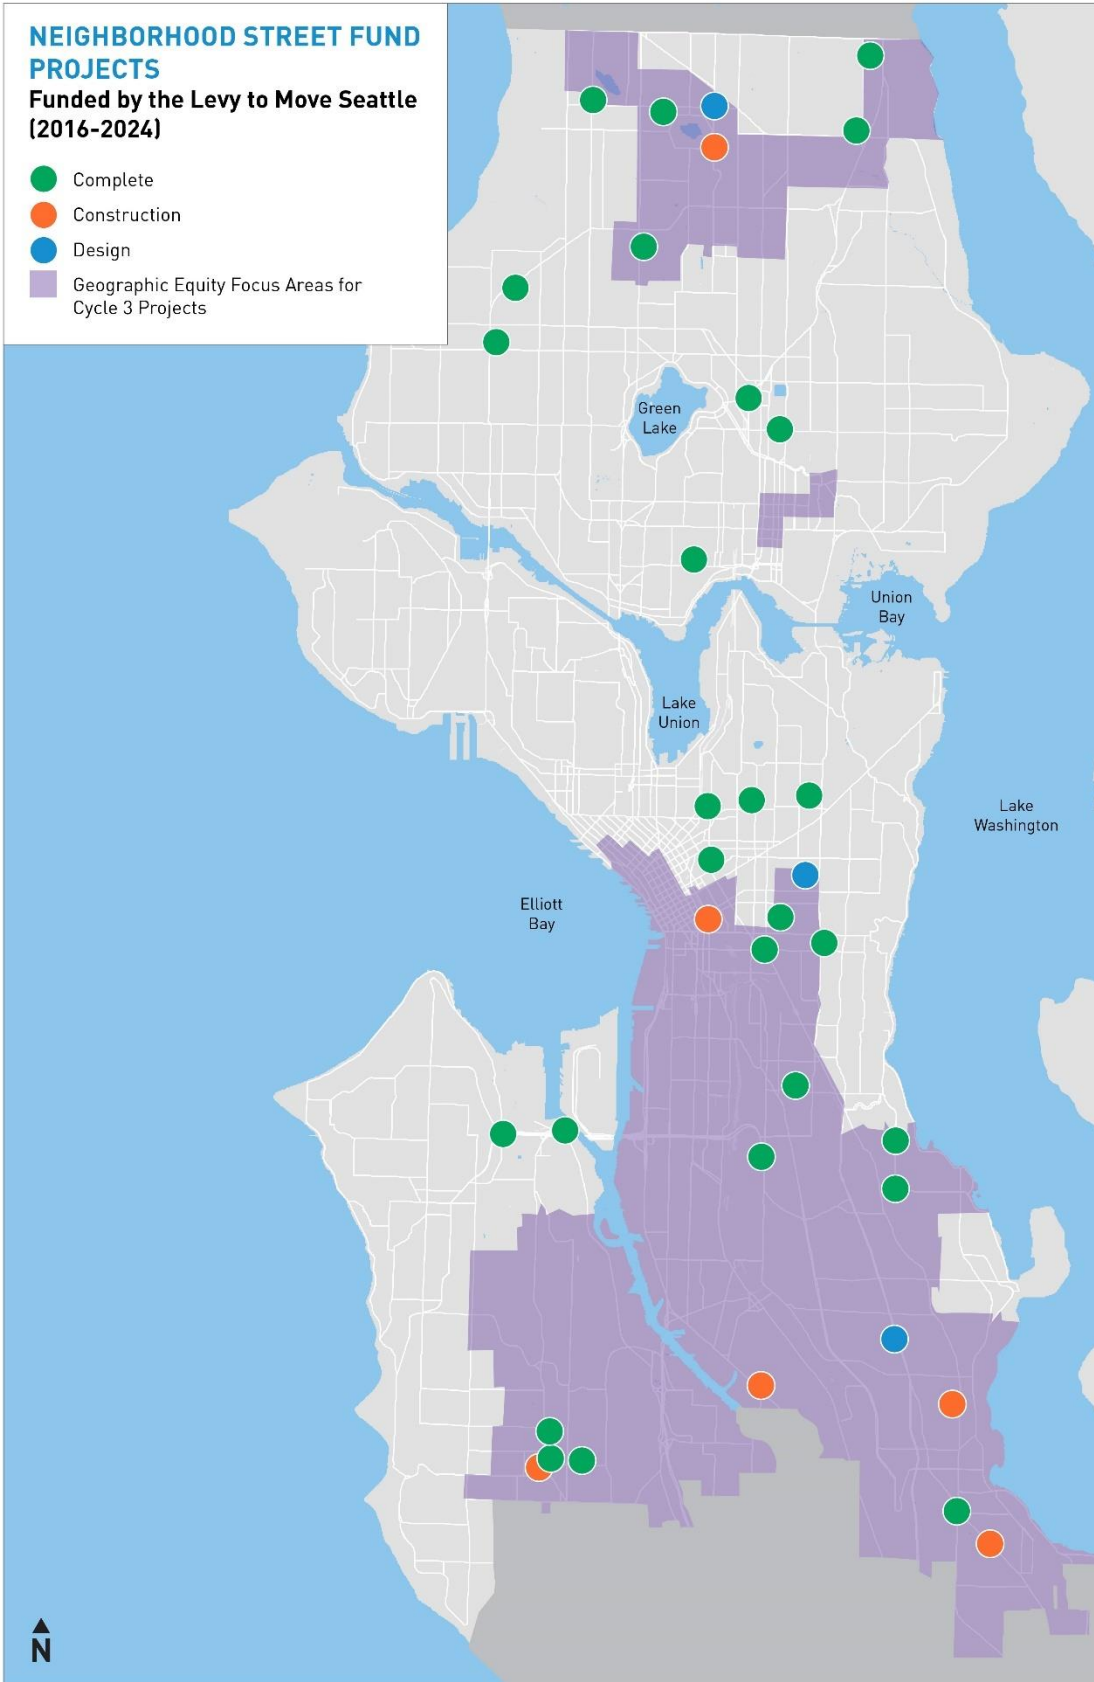 NEIGHBORHOOD STREET FUND
PROJECTS
Funded by the Levy to Move Seattle
(2016-2024)
Complete
Construction
Design
Geographic Equity Focus Areas for
Cycle 3 Projects
Green
Lake
Union
Bay
Lake
Union
Lake
Washington
Elliott
Bay
N